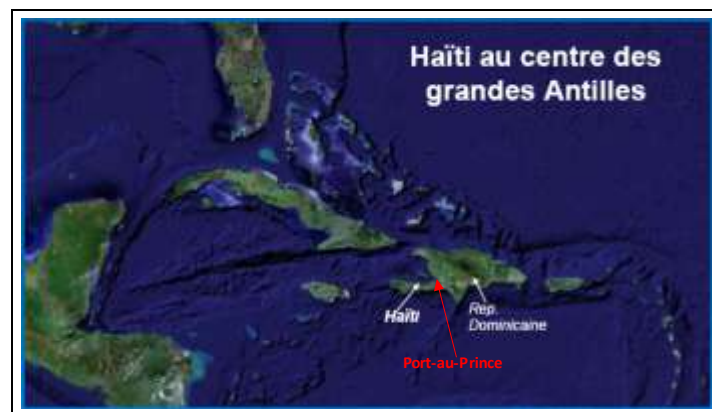 Haïti au centre des
grandes Antilles
Haïti
Rep.
Dominicaine
Port-au-Prince